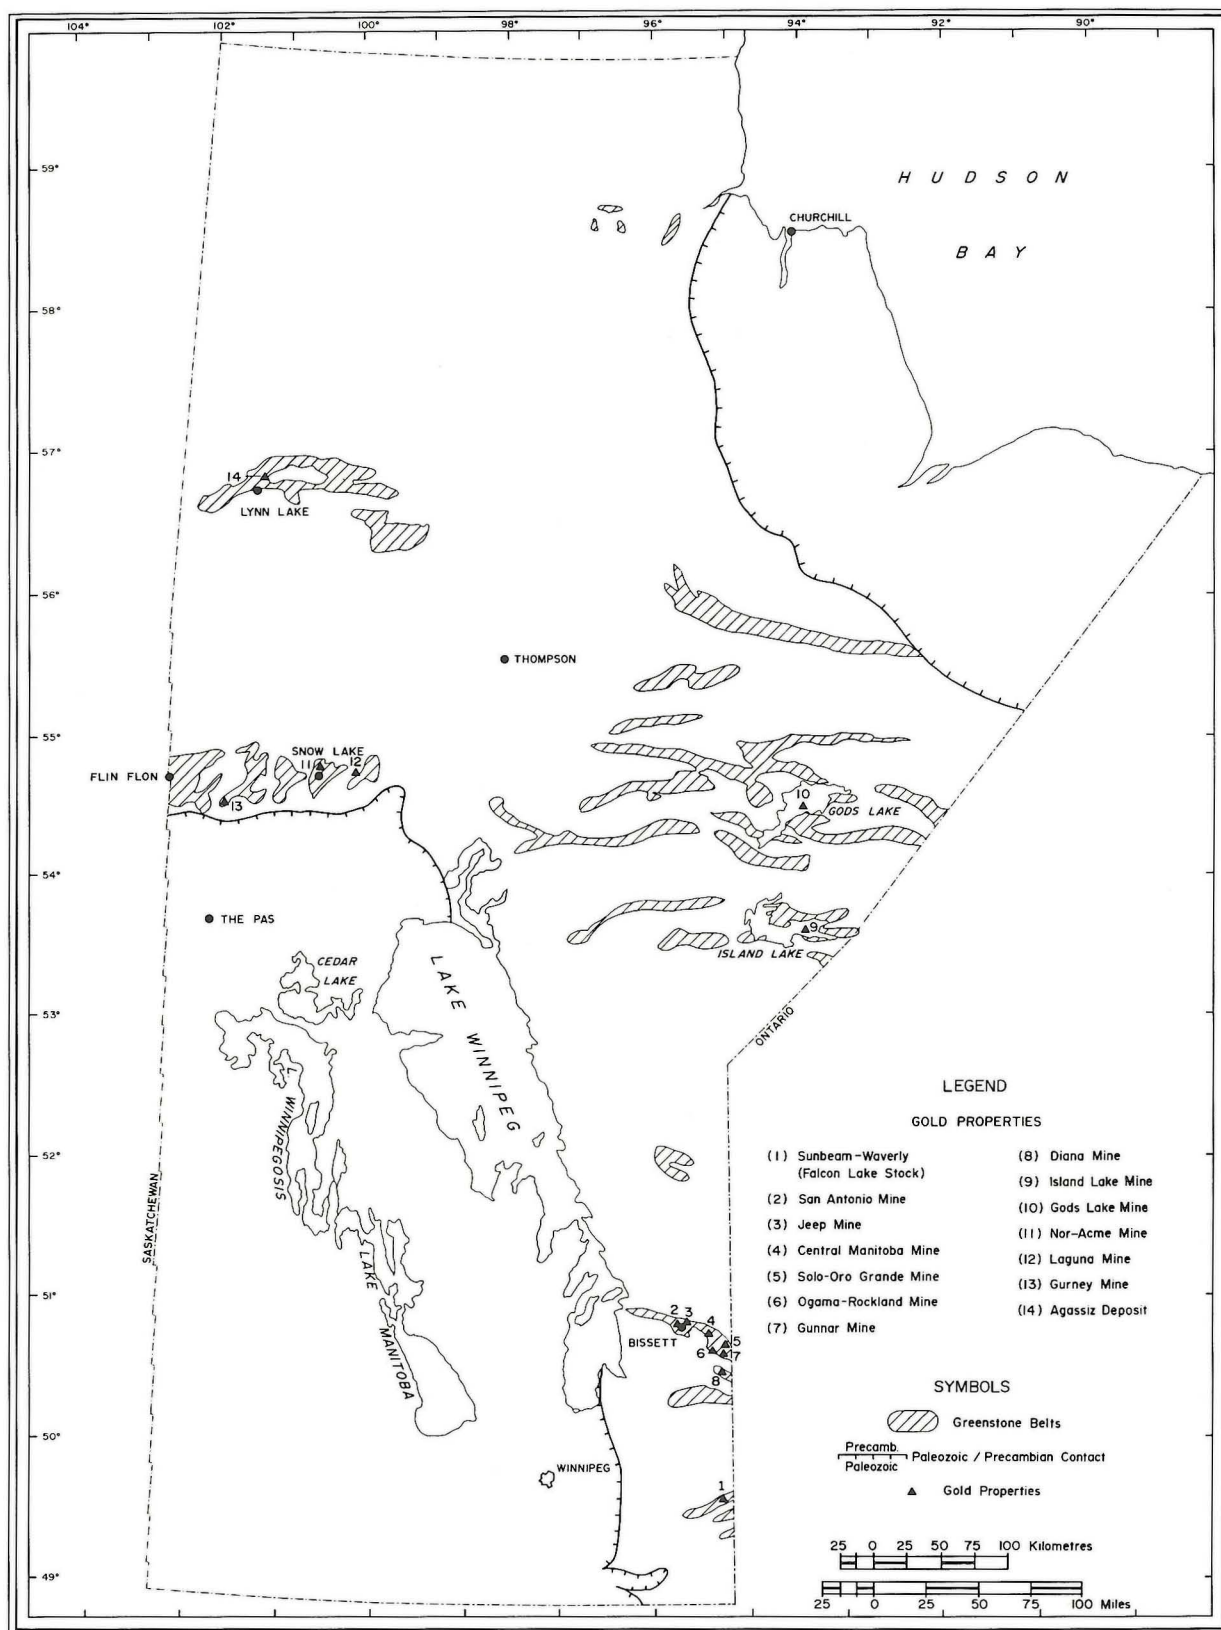 104°
102°
100°
98°
96°
94°
92°
90°
59°
58°
57°
56°
55°
54°
53°
52°
51°
50°
49°
HUDSON
BAY
CHURCHILL
14
LYNN LAKE
THOMPSON
SNOW LAKE
11
12
FLIN FLON
13
10
GODS LAKE
THE PAS
9
ISLAND LAKE
CEDAR
LAKE
LAKE WINNIPEG
ONTARIO
L. WINNIPEGOSIS
SASKATCHEWAN
LAKE
MANITOBA
2 3
4
BISSETT
5
6
7
8
WINNIPEG
1
LEGEND
GOLD PROPERTIES
(1) Sunbeam-Waverly
(Falcon Lake Stock)
(2) San Antonio Mine
(3) Jeep Mine
(4) Central Manitoba Mine
(5) Solo-Oro Grande Mine
(6) Ogama-Rockland Mine
(7) Gunnar Mine
(8) Diana Mine
(9) Island Lake Mine
(10) Gods Lake Mine
(11) Nor-Acme Mine
(12) Laguna Mine
(13) Gurney Mine
(14) Agassiz Deposit
SYMBOLS
Greenstone Belts
Precamb.
Paleozoic
Paleozoic / Precambian Contact
Gold Properties
25 0 25 50 75 100 Kilometres
25 0 25 50 75 100 Miles